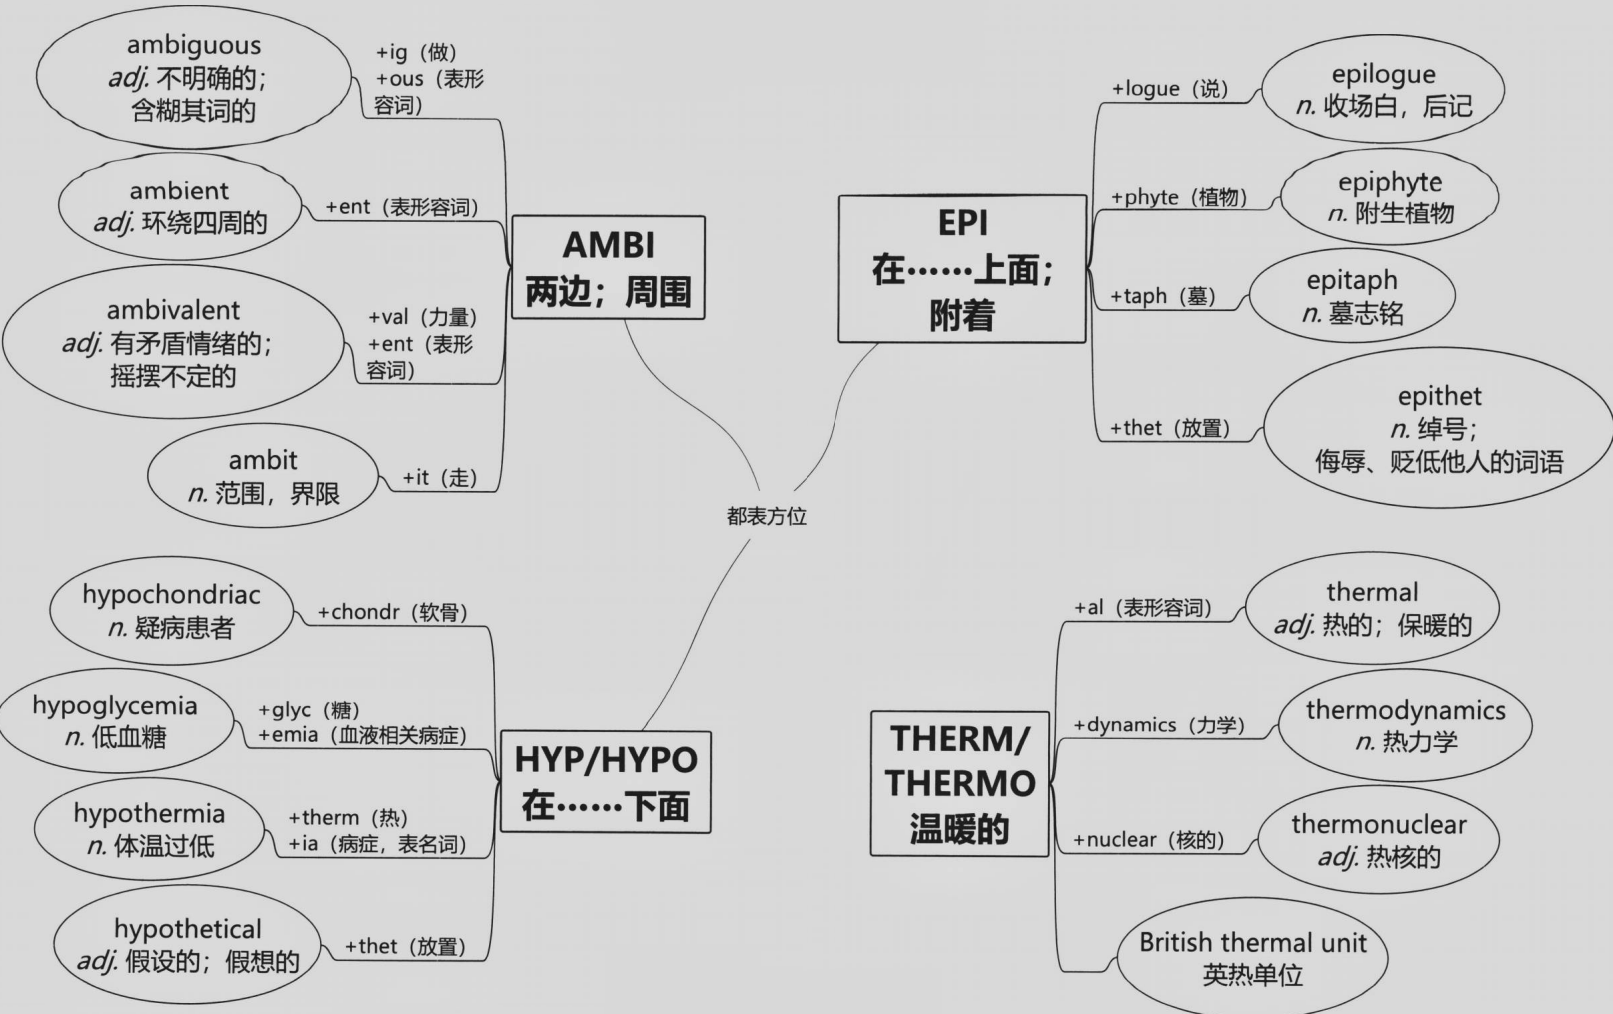 ambiguous
adj. 不明确的；
含糊其词的
+ig（做）
+ous（表形
容词）
ambient
adj. 环绕四周的
+ent（表形容词）
ambivalent
adj. 有矛盾情绪的；
摇摆不定的
+val（力量）
+ent（表形
容词）
ambit
n. 范围，界限
+it（走）
AMBI
两边；周围
EPI
在……上面；
附着
+logue（说）
epilogue
n. 收场白，后记
+phyte（植物）
epiphyte
n. 附生植物
+taph（墓）
epitaph
n. 墓志铭
+thet（放置）
epithet
n. 绰号；
侮辱、贬低他人的词语
都表方位
hypochondriac
n. 疑病患者
+chondr（软骨）
hypoglycemia
n. 低血糖
+glyc（糖）
+emia（血液相关病症）
hypothermia
n. 体温过低
+therm（热）
+ia（病症，表名词）
hypothetical
adj. 假设的；假想的
+thet（放置）
HYP/HYPO
在……下面
THERM/
THERMO
温暖的
+al（表形容词）
thermal
adj. 热的；保暖的
+dynamics（力学）
thermodynamics
n. 热力学
+nuclear（核的）
thermonuclear
adj. 热核的
British thermal unit
英热单位